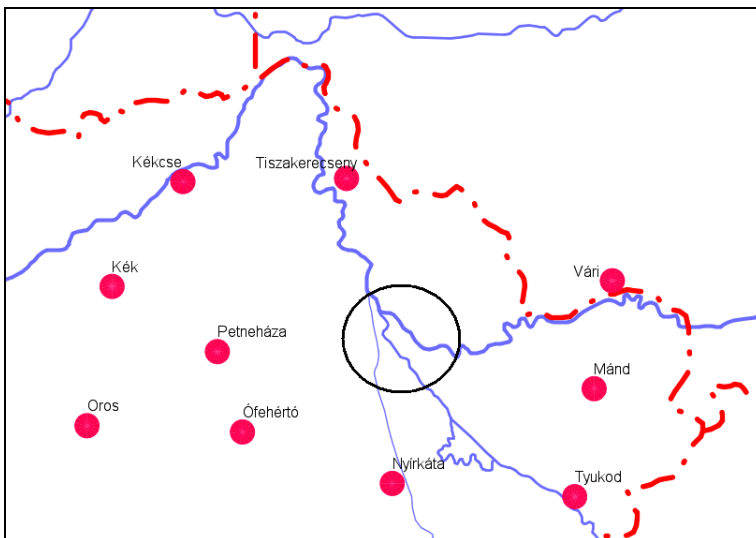 Kékcse
Tiszakerecseny
Kék
Vári
Petneháza
Mánd
Oros
Ófehértó
Nyírkáta
Tyukod